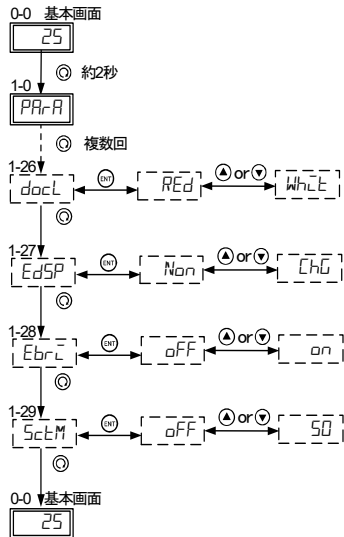 0-0 基本画面
25
約2秒
1-0
PArA
複数回
1-26
docL ENT REd or WhitE
1-27
EdSP ENT Non or ChG
1-28
Ebri ENT oFF or on
1-29
SctM ENT oFF or 50
0-0 基本画面
25